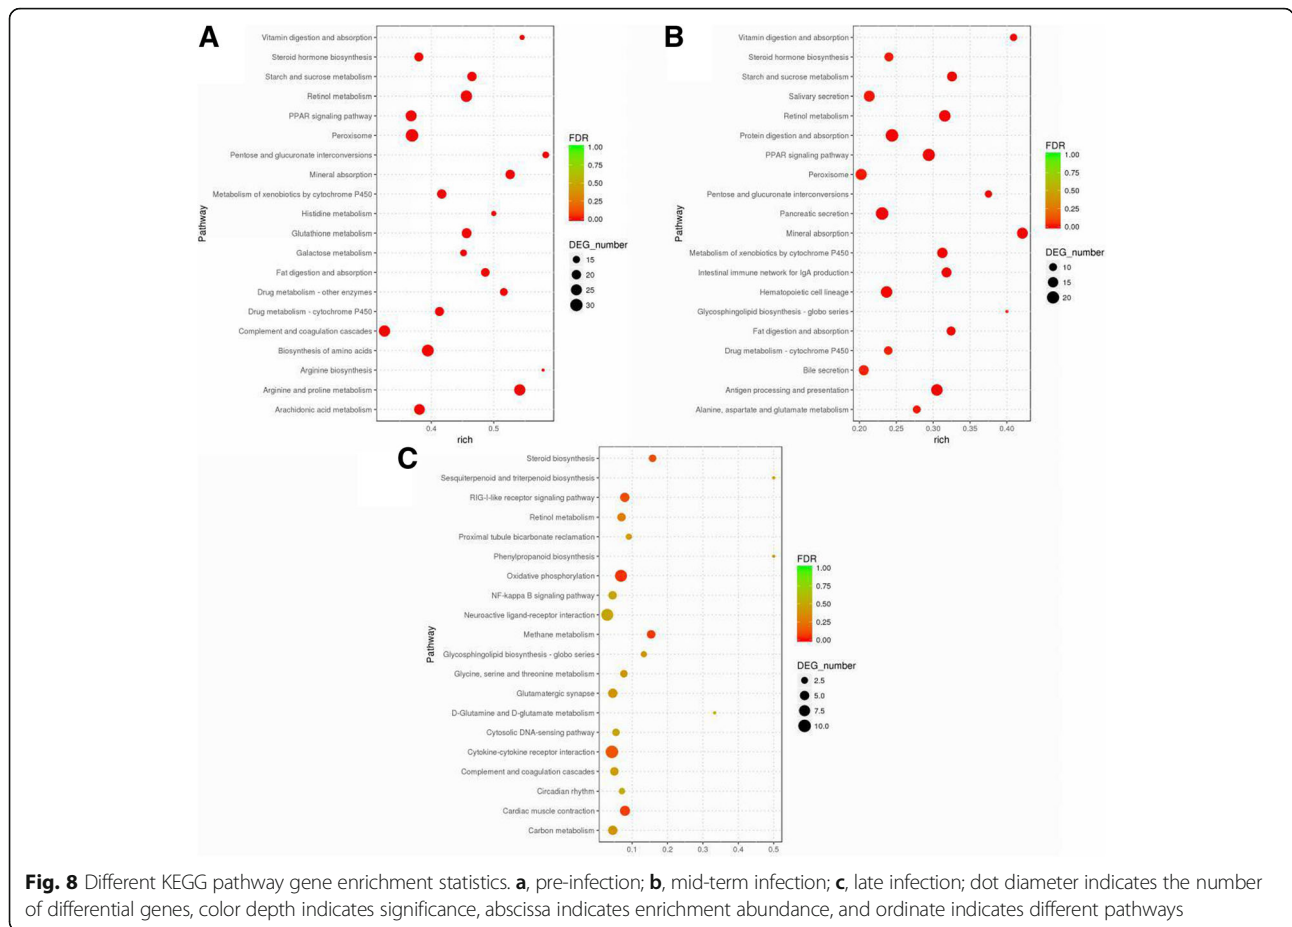 A
Vitamin digestion and absorption
Steroid hormone biosynthesis
Starch and sucrose metabolism
Retinol metabolism
PPAR signaling pathway
Peroxisome
Pentose and glucuronate interconversions
Mineral absorption
Metabolism of xenobiotics by cytochrome P450
Histidine metabolism
Glutathione metabolism
Galactose metabolism
Fat digestion and absorption
Drug metabolism - other enzymes
Drug metabolism - cytochrome P450
Complement and coagulation cascades
Biosynthesis of amino acids
Arginine biosynthesis
Arginine and proline metabolism
Arachidonic acid metabolism
Pathway
0.4 0.5
rich
FDR
1.00
0.75
0.50
0.25
0.00
DEG_number
15
20
25
30
B
Vitamin digestion and absorption
Steroid hormone biosynthesis
Starch and sucrose metabolism
Salivary secretion
Retinol metabolism
Protein digestion and absorption
PPAR signaling pathway
Peroxisome
Pentose and glucuronate interconversions
Pancreatic secretion
Mineral absorption
Metabolism of xenobiotics by cytochrome P450
Intestinal immune network for IgA production
Hematopoietic cell lineage
Glycosphingolipid biosynthesis - globo series
Fat digestion and absorption
Drug metabolism - cytochrome P450
Bile secretion
Antigen processing and presentation
Alanine, aspartate and glutamate metabolism
Pathway
0.20 0.25 0.30 0.35 0.40
rich
FDR
1.00
0.75
0.50
0.25
0.00
DEG_number
10
15
20
C
Steroid biosynthesis
Sesquiterpenoid and triterpenoid biosynthesis
RIG-I-like receptor signaling pathway
Retinol metabolism
Proximal tubule bicarbonate reclamation
Phenylpropanoid biosynthesis
Oxidative phosphorylation
NF-kappa B signaling pathway
Neuroactive ligand-receptor interaction
Methane metabolism
Glycosphingolipid biosynthesis - globo series
Glycine, serine and threonine metabolism
Glutamatergic synapse
D-Glutamine and D-glutamate metabolism
Cytosolic DNA-sensing pathway
Cytokine-cytokine receptor interaction
Complement and coagulation cascades
Circadian rhythm
Cardiac muscle contraction
Carbon metabolism
Pathway
0.1 0.2 0.3 0.4 0.5
FDR
1.00
0.75
0.50
0.25
0.00
DEG_number
2.5
5.0
7.5
10.0
Fig. 8 Different KEGG pathway gene enrichment statistics. a, pre-infection; b, mid-term infection; c, late infection; dot diameter indicates the number
of differential genes, color depth indicates significance, abscissa indicates enrichment abundance, and ordinate indicates different pathways